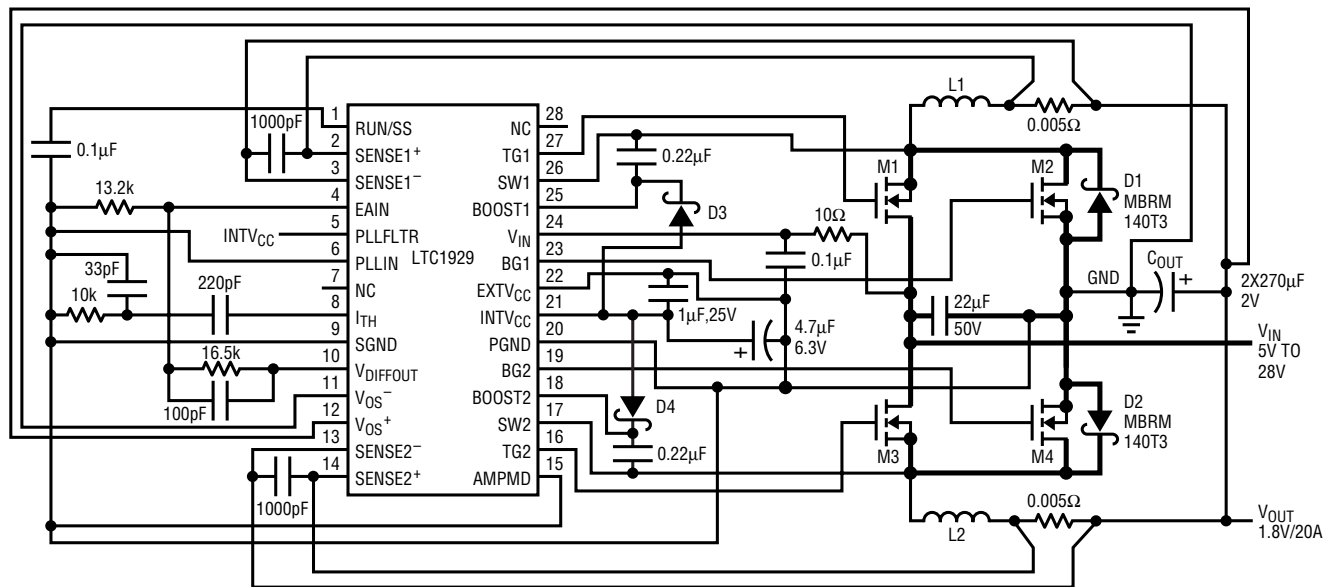 0.1µF
13.2k
INTVCC
33pF
10k
220pF
16.5k
100pF
1000pF
1000pF
LTC1929
1 RUN/SS
2 SENSE1+
3 SENSE1–
4 EAIN
5 PLLFLTR
6 PLLIN
7 NC
8 ITH
9 SGND
10 VDIFFOUT
11 VOS–
12 VOS+
13 SENSE2–
14 SENSE2+
28 NC
27 TG1
26 SW1
25 BOOST1
24 VIN
23 BG1
22 EXTVCC
21 INTVCC
20 PGND
19 BG2
18 BOOST2
17 SW2
16 TG2
15 AMPMD
0.22µF
D3
10Ω
0.1µF
1µF,25V
4.7µF
6.3V
+
D4
0.22µF
L1
0.005Ω
M1
M2
D1
MBRM
140T3
GND
COUT
+
2X270µF
2V
22µF
50V
VIN
5V TO
28V
M3
M4
D2
MBRM
140T3
L2
0.005Ω
VOUT
1.8V/20A